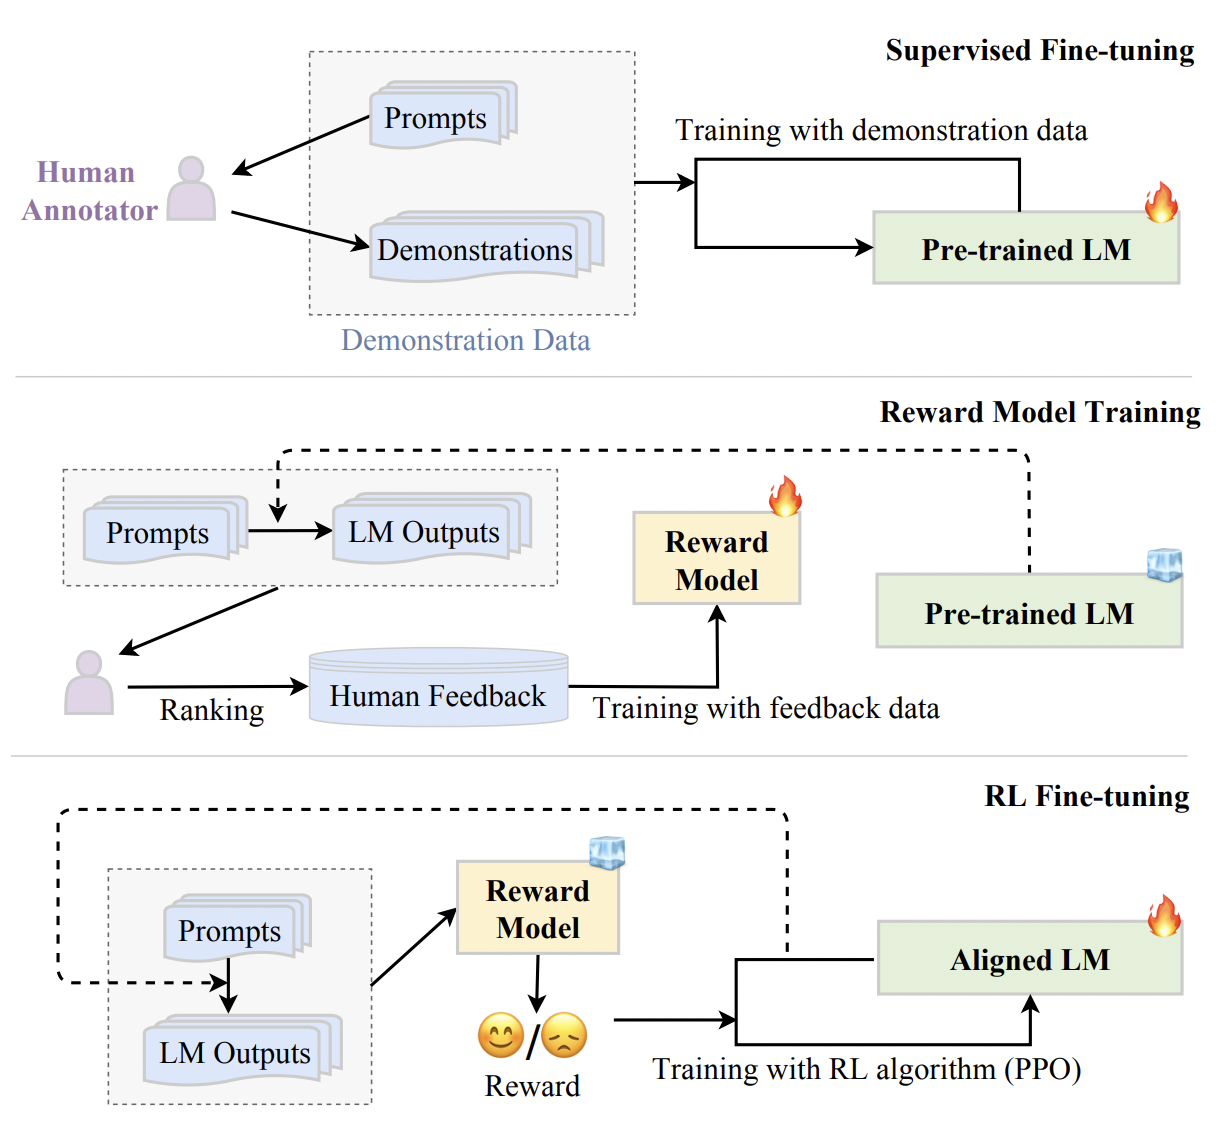 Supervised Fine-tuning
Prompts
Training with demonstration data
Human
Annotator
Demonstrations
Pre-trained LM
Demonstration Data
Reward Model Training
Prompts
LM Outputs
Reward
Model
Pre-trained LM
Ranking
Human Feedback
Training with feedback data
RL Fine-tuning
Prompts
Reward
Model
Aligned LM
LM Outputs
/
Reward
Training with RL algorithm (PPO)